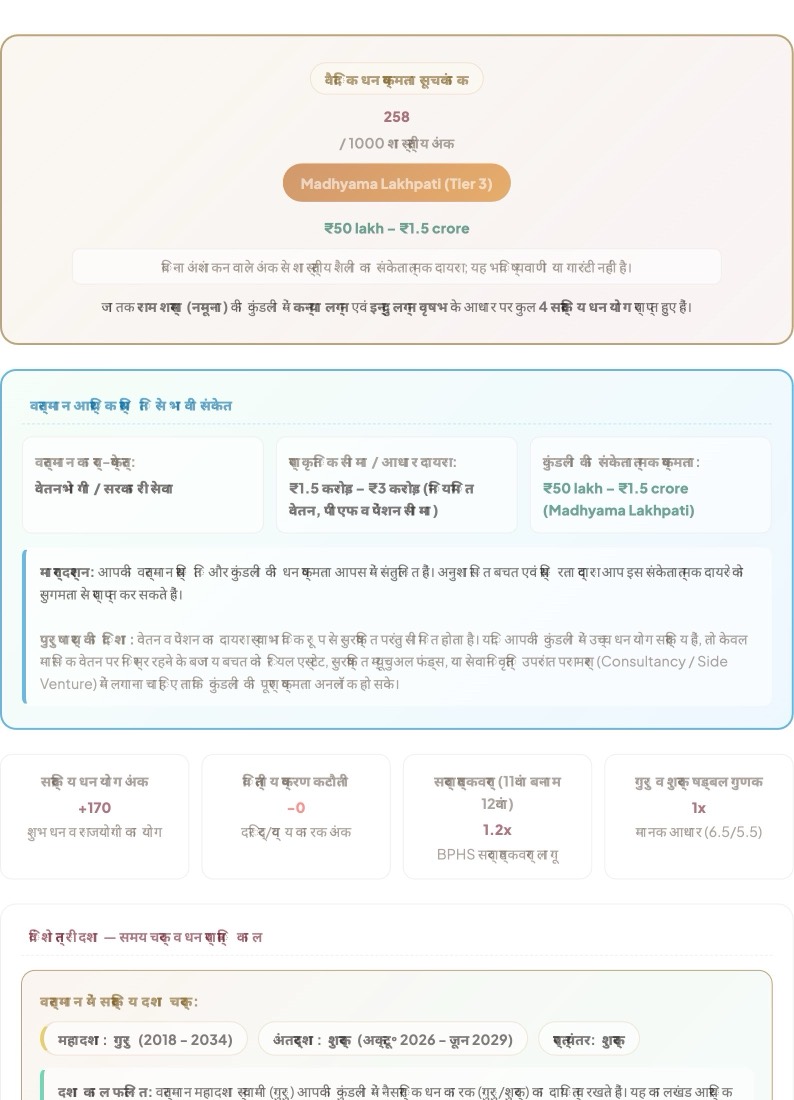 वैदिक धन क्षमता सूचकांक
258
/ 1000 शास्त्रीय अंक
Madhyama Lakhpati (Tier 3)
₹50 lakh – ₹1.5 crore
बिना अंशांकन वाले अंक से शास्त्रीय शैली का संकेतात्मक दायरा; यह भविष्यवाणी या गारंटी नहीं है।
जातक राम शर्मा (नमूना) की कुंडली में कन्या लग्न एवं इन्दु लग्न वृषभ के आधार पर कुल 4 सक्रिय धन योग प्राप्त हुए हैं।
वर्तमान आर्थिक स्थिति से भावी संकेत
वर्तमान कार्य-क्षेत्र:
वेतनभोगी / सरकारी सेवा
प्राकृतिक सीमा / आधार दायरा:
₹1.5 करोड़ – ₹3 करोड़ (नियमित
वेतन, पीएफ व पेंशन सीमा)
कुंडली की संकेतात्मक क्षमता:
₹50 lakh – ₹1.5 crore
(Madhyama Lakhpati)
मार्गदर्शन: आपकी वर्तमान स्थिति और कुंडली की धन क्षमता आपस में संतुलित है। अनुशासित बचत एवं स्थिरता द्वारा आप इस संकेतात्मक दायरे को
सुगमता से प्राप्त कर सकते हैं।
पुरुषार्थ की दिशा: वेतन व पेंशन का दायरा स्वाभाविक रूप से सुरक्षित परंतु सीमित होता है। यदि आपकी कुंडली में उच्च धन योग सक्रिय हैं, तो केवल
मासिक वेतन पर निर्भर रहने के बजाय बचत को रियल एस्टेट, सुरक्षित म्यूचुअल फंड्स, या सेवानिवृत्ति उपरांत परामर्श (Consultancy / Side
Venture) में लगाना चाहिए ताकि कुंडली की पूर्ण क्षमता अनलॉक हो सके।
सक्रिय धन योग अंक
+170
शुभ धन व राजयोगों का योग
वित्तीय क्षरण कटौती
-0
दरिद्र/व्यय कारक अंक
सर्वाष्टकवर्ग (11वां बनाम
12वां)
1.2x
BPHS सर्वाष्टकवर्ग लागू
गुरु व शुक्र षड्बल गुणक
1x
मानक आधार (6.5/5.5)
विंशोत्तरी दशा — समय चक्र व धन प्राप्ति काल
वर्तमान में सक्रिय दशा चक्र:
महादशा: गुरु (2018 – 2034)
अंतर्दशा: शुक्र (अक्टू॰ 2026 – जून 2029)
प्रत्यंतर: शुक्र
दशा काल फलित: वर्तमान महादशा स्वामी (गुरु) आपकी कुंडली में नैसर्गिक धन कारक (गुरु/शुक्र) का दायित्व रखते हैं। यह कालखंड आर्थिक